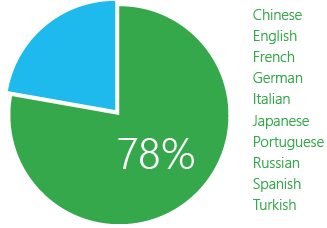 78%
Chinese
English
French
German
Italian
Japanese
Portuguese
Russian
Spanish
Turkish